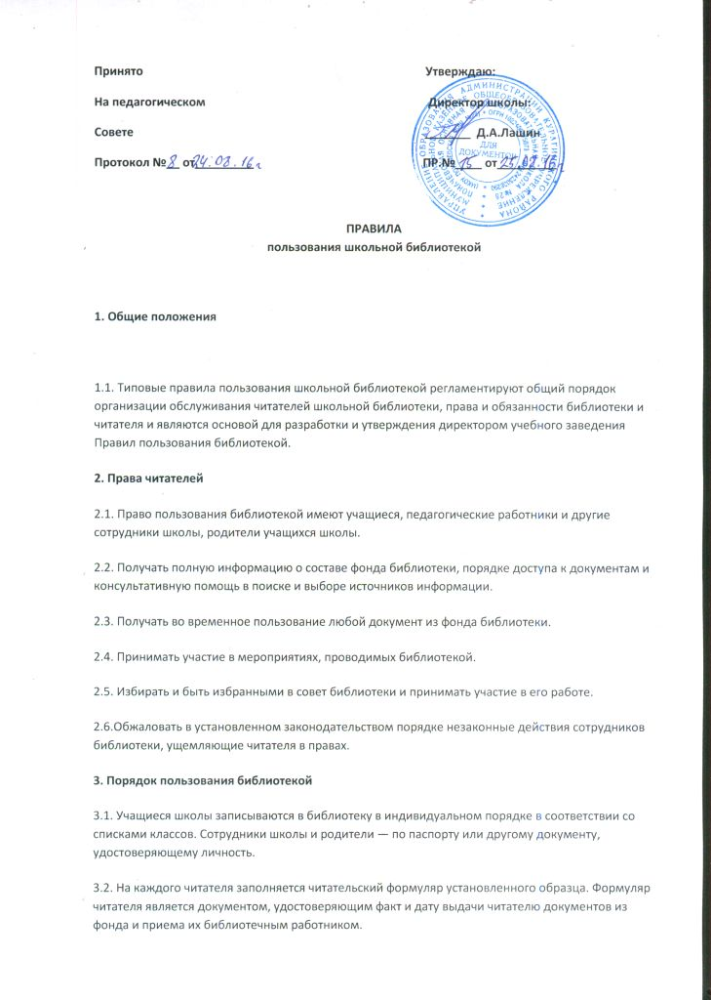 Принято Утверждаю:
На педагогическом Директор школы:
Совете Д.А.Лашин
Протокол № 8 от 24.08.16г ПР.№ 15 от 25.08.16г
ДЛЯ
ДОКУМЕНТОВ
ПРАВИЛА
пользования школьной библиотекой
1. Общие положения
1.1. Типовые правила пользования школьной библиотекой регламентируют общий порядок
организации обслуживания читателей школьной библиотеки, права и обязанности библиотеки и
читателя и являются основой для разработки и утверждения директором учебного заведения
Правил пользования библиотекой.
2. Права читателей
2.1. Право пользования библиотекой имеют учащиеся, педагогические работники и другие
сотрудники школы, родители учащихся школы.
2.2. Получать полную информацию о составе фонда библиотеки, порядке доступа к документам и
консультативную помощь в поиске и выборе источников информации.
2.3. Получать во временное пользование любой документ из фонда библиотеки.
2.4. Принимать участие в мероприятиях, проводимых библиотекой.
2.5. Избирать и быть избранными в совет библиотеки и принимать участие в его работе.
2.6.Обжаловать в установленном законодательством порядке незаконные действия сотрудников
библиотеки, ущемляющие читателя в правах.
3. Порядок пользования библиотекой
3.1. Учащиеся школы записываются в библиотеку в индивидуальном порядке в соответствии со
списками классов. Сотрудники школы и родители — по паспорту или другому документу,
удостоверяющему личность.
3.2. На каждого читателя заполняется читательский формуляр установленного образца. Формуляр
читателя является документом, удостоверяющим факт и дату выдачи читателю документов из
фонда и приема их библиотечным работником.